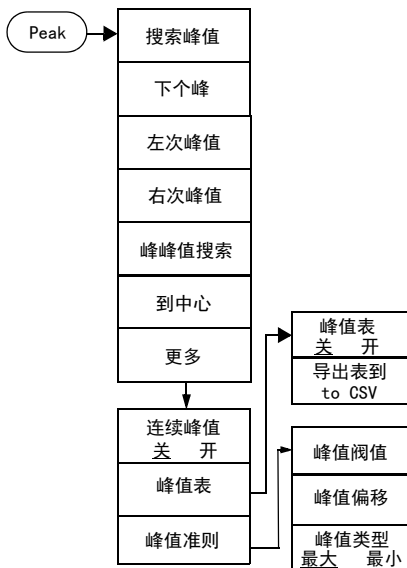 Peak
搜索峰值
下个峰
左次峰值
右次峰值
峰峰值搜索
到中心
更多
连续峰值
关 开
峰值表
峰值准则
峰值表
关 开
导出表到
to CSV
峰值阀值
峰值偏移
峰值类型
最大 最小